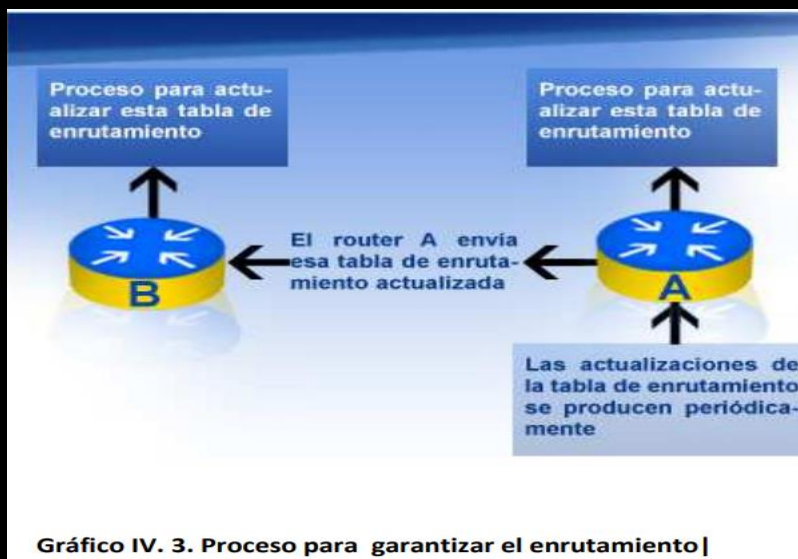 Proceso para actu-
alizar esta tabla de
enrutamiento
Proceso para actu-
alizar esta tabla de
enrutamiento
El router A envía
esa tabla de enruta-
miento actualizada
B
A
Las actualizaciones de
la tabla de enrutamiento
se producen periódica-
mente
Gráfico IV. 3. Proceso para garantizar el enrutamiento|